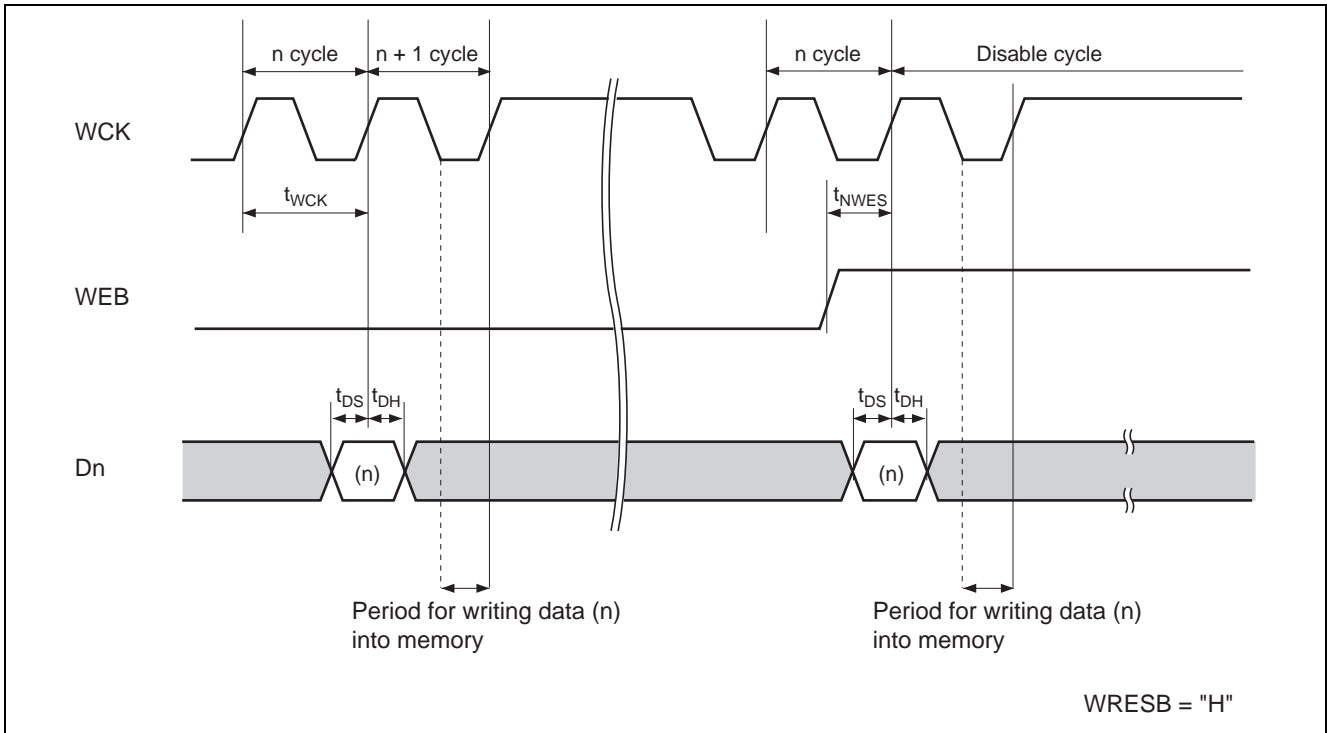 n cycle
n + 1 cycle
n cycle
Disable cycle
WCK
tWCK
tNWES
WEB
tDS
tDH
tDS
tDH
Dn
(n)
(n)
Period for writing data (n)
into memory
Period for writing data (n)
into memory
WRESB = "H"